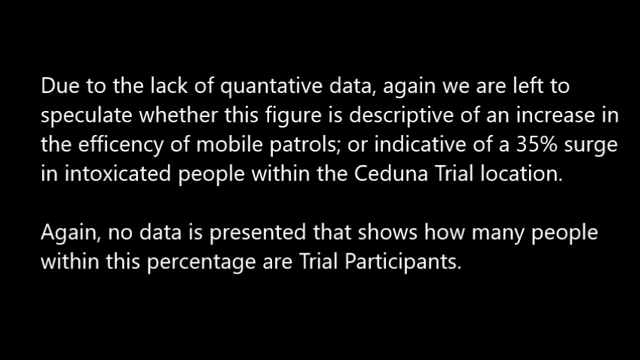 Due to the lack of quantative data, again we are left to
speculate whether this figure is descriptive of an increase in
the efficency of mobile patrols; or indicative of a 35% surge
in intoxicated people within the Ceduna Trial location.
Again, no data is presented that shows how many people
within this percentage are Trial Participants.